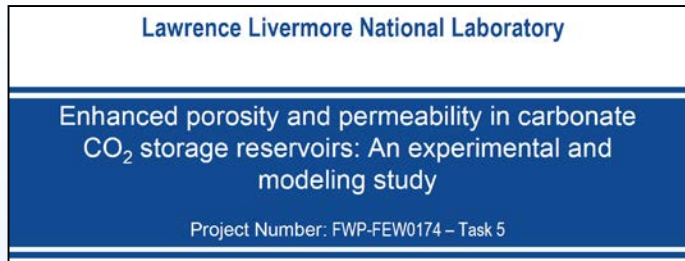 Lawrence Livermore National Laboratory
Enhanced porosity and permeability in carbonate
CO₂ storage reservoirs: An experimental and
modeling study
Project Number: FWP-FEW0174 – Task 5